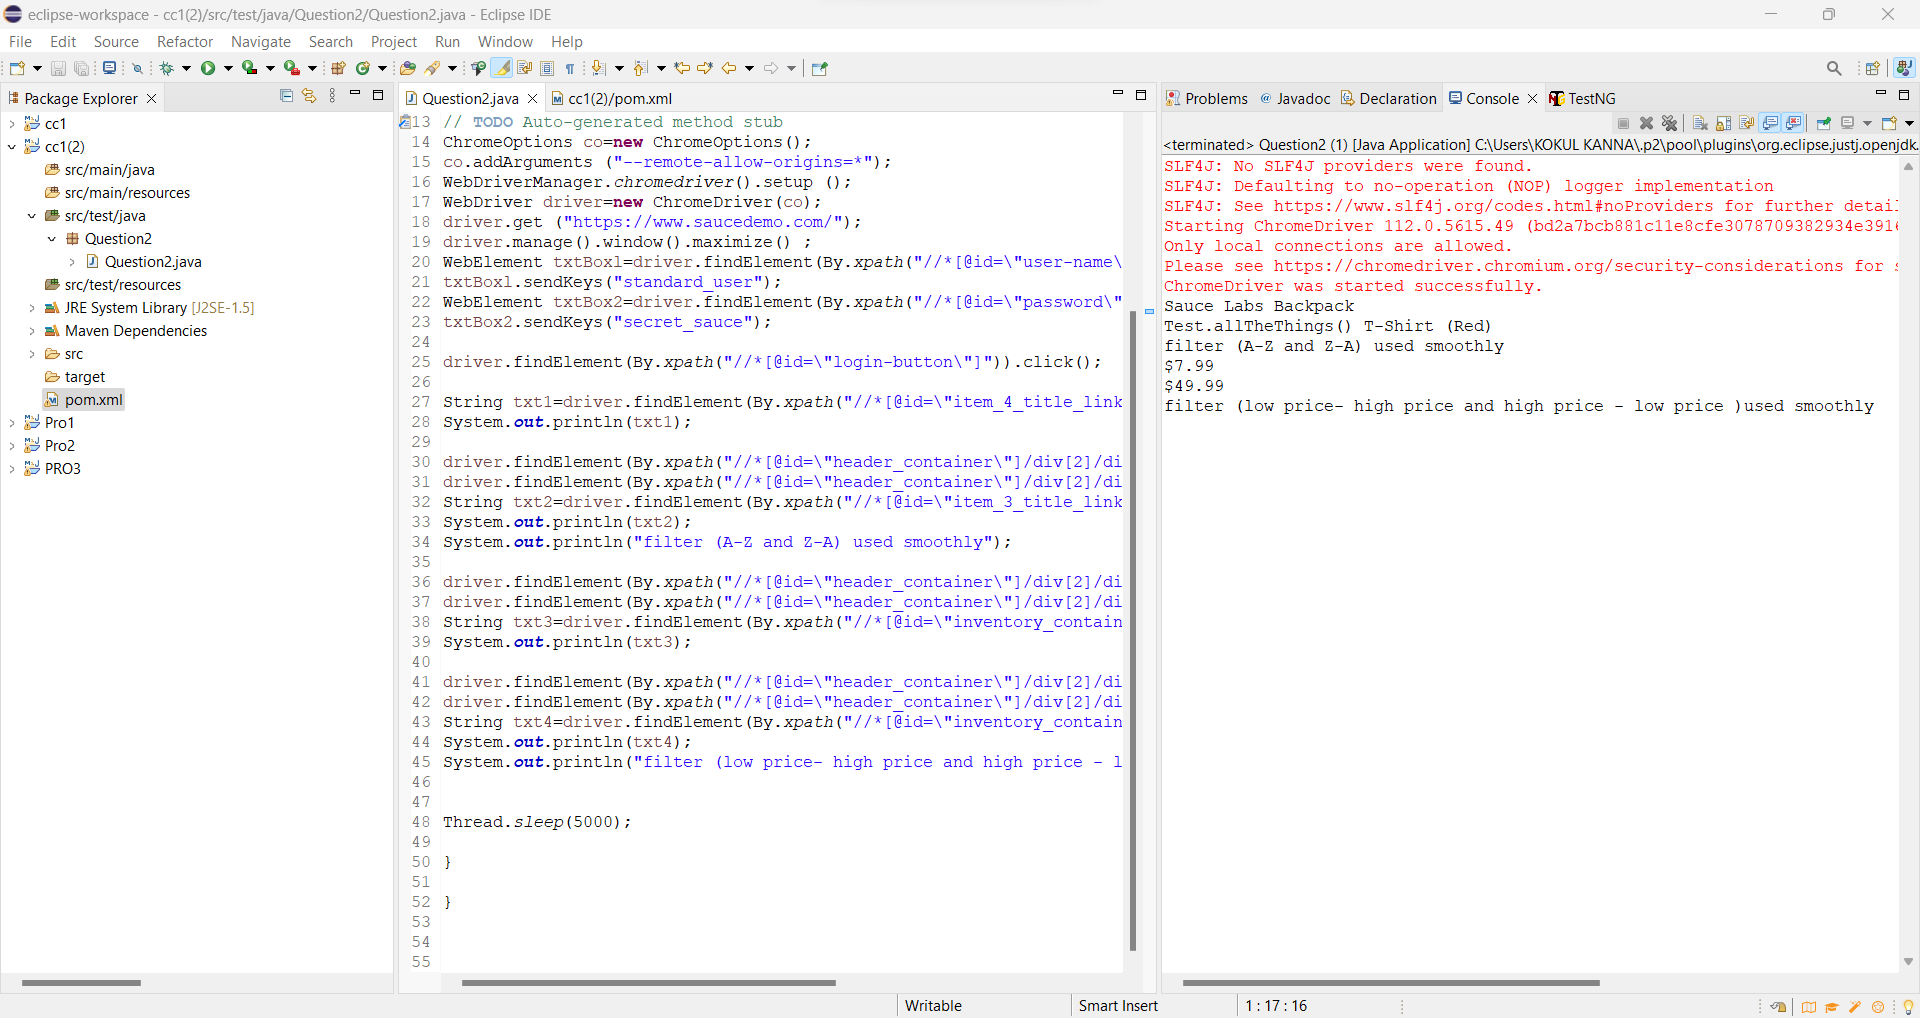 eclipse-workspace - cc1(2)/src/test/java/Question2/Question2.java - Eclipse IDE
File Edit Source Refactor Navigate Search Project Run Window Help
Package Explorer
cc1
cc1(2)
src/main/java
src/main/resources
src/test/java
Question2
Question2.java
src/test/resources
JRE System Library [J2SE-1.5]
Maven Dependencies
src
target
pom.xml
Pro1
Pro2
PRO3
Question2.java cc1(2)/pom.xml
13 // TODO Auto-generated method stub
14 ChromeOptions co=new ChromeOptions();
15 co.addArguments ("--remote-allow-origins=*");
16 WebDriverManager.chromedriver().setup ();
17 WebDriver driver=new ChromeDriver(co);
18 driver.get ("https://www.saucedemo.com/");
19 driver.manage().window().maximize() ;
20 WebElement txtBoxl=driver.findElement(By.xpath("//*[@id=\"user-name\
21 txtBoxl.sendKeys("standard_user");
22 WebElement txtBox2=driver.findElement(By.xpath("//*[@id=\"password\"
23 txtBox2.sendKeys("secret_sauce");
24
25 driver.findElement(By.xpath("//*[@id=\"login-button\"]")).click();
26
27 String txt1=driver.findElement(By.xpath("//*[@id=\"item_4_title_link
28 System.out.println(txt1);
29
30 driver.findElement(By.xpath("//*[@id=\"header_container\"]/div[2]/di
31 driver.findElement(By.xpath("//*[@id=\"header_container\"]/div[2]/di
32 String txt2=driver.findElement(By.xpath("//*[@id=\"item_3_title_link
33 System.out.println(txt2);
34 System.out.println("filter (A-Z and Z-A) used smoothly");
35
36 driver.findElement(By.xpath("//*[@id=\"header_container\"]/div[2]/di
37 driver.findElement(By.xpath("//*[@id=\"header_container\"]/div[2]/di
38 String txt3=driver.findElement(By.xpath("//*[@id=\"inventory_contain
39 System.out.println(txt3);
40
41 driver.findElement(By.xpath("//*[@id=\"header_container\"]/div[2]/di
42 driver.findElement(By.xpath("//*[@id=\"header_container\"]/div[2]/di
43 String txt4=driver.findElement(By.xpath("//*[@id=\"inventory_contain
44 System.out.println(txt4);
45 System.out.println("filter (low price- high price and high price - l
46
47
48 Thread.sleep(5000);
49
50 }
51
52 }
53
54
55
Problems Javadoc Declaration Console TestNG
<terminated> Question2 (1) [Java Application] C:\Users\KOKUL KANNA\.p2\pool\plugins\org.eclipse.justj.openjdk.
SLF4J: No SLF4J providers were found.
SLF4J: Defaulting to no-operation (NOP) logger implementation
SLF4J: See https://www.slf4j.org/codes.html#noProviders for further detail
Starting ChromeDriver 112.0.5615.49 (bd2a7bcb881c11e8cfe3078709382934e391
Only local connections are allowed.
Please see https://chromedriver.chromium.org/security-considerations for
ChromeDriver was started successfully.
Sauce Labs Backpack
Test.allTheThings() T-Shirt (Red)
filter (A-Z and Z-A) used smoothly
$7.99
$49.99
filter (low price- high price and high price - low price )used smoothly
Writable Smart Insert 1 : 17 : 16